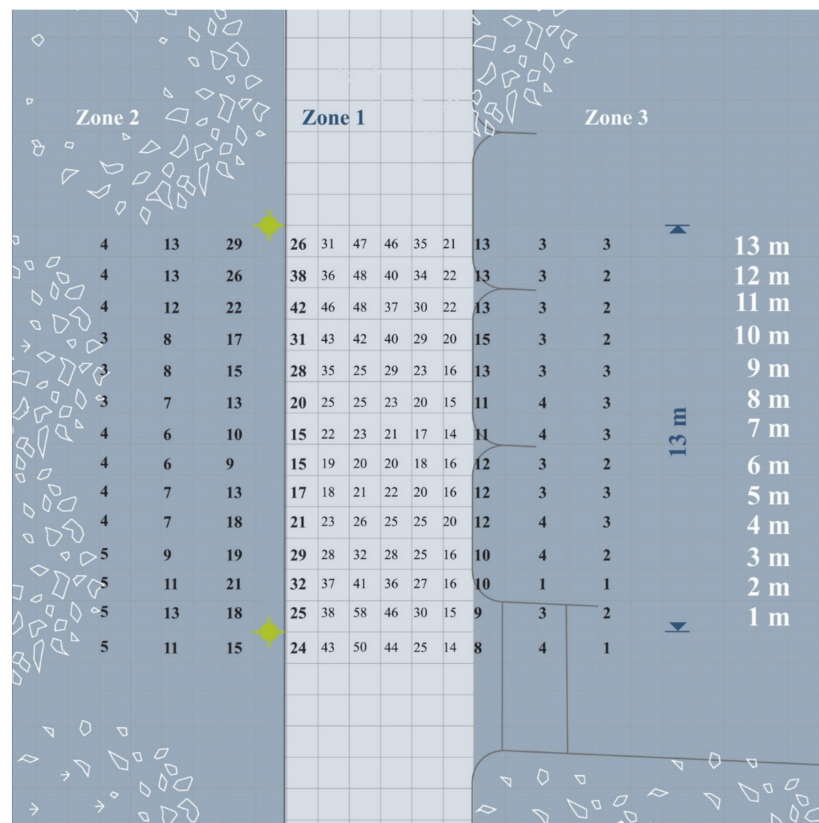 Zone 2 Zone 1 Zone 3
4 13 29 26 31 47 46 35 21 13 3 3 13 m
4 13 26 38 36 48 40 34 22 13 3 2 12 m
4 12 22 42 46 48 37 30 22 13 3 2 11 m
3 8 17 31 43 42 40 29 20 15 3 2 10 m
3 8 15 28 35 25 29 23 16 13 3 3 9 m
3 7 13 20 25 25 23 20 15 11 4 3 8 m
4 6 10 15 22 23 21 17 14 11 4 3 7 m
13 m
4 6 9 15 19 20 20 18 16 12 3 2 6 m
4 7 13 17 18 21 22 20 16 12 3 3 5 m
4 7 18 21 23 26 25 25 20 12 4 3 4 m
5 9 19 29 28 32 28 25 16 10 4 2 3 m
5 11 21 32 37 41 36 27 16 10 1 1 2 m
5 13 18 25 38 58 46 30 15 9 3 2 1 m
5 11 15 24 43 50 44 25 14 8 4 1